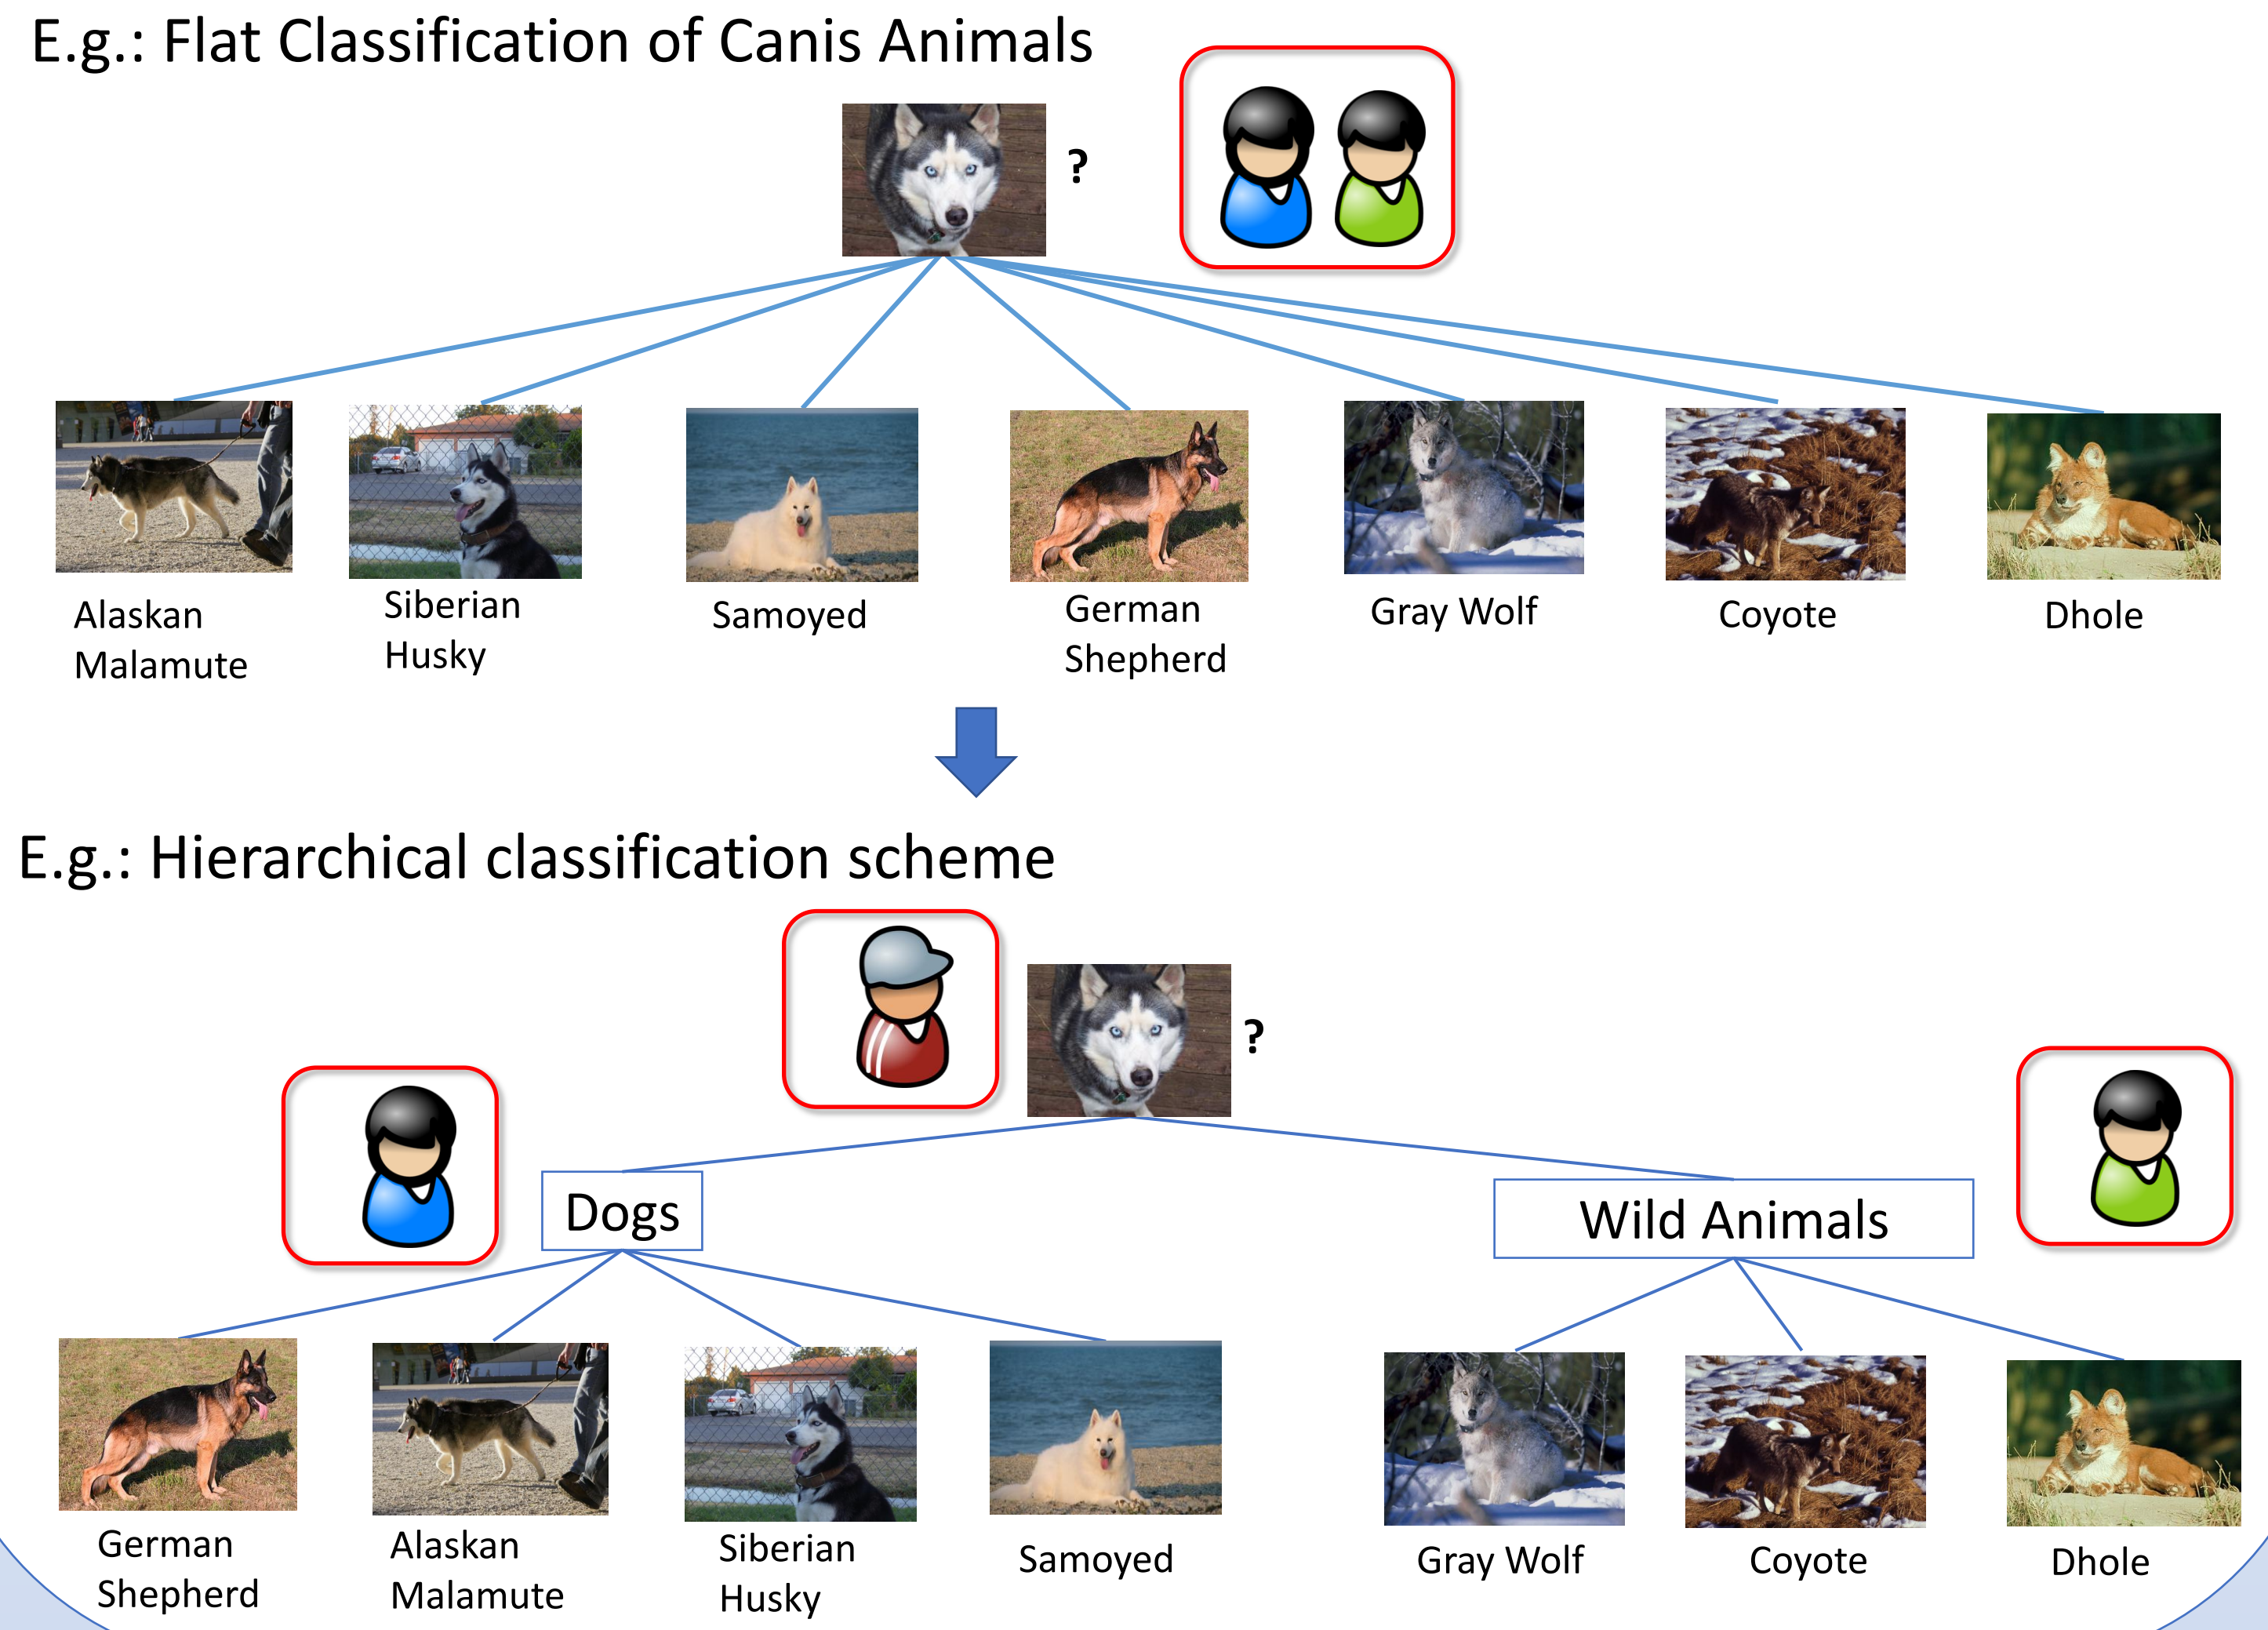 E.g.: Flat Classification of Canis Animals
?
Alaskan
Malamute
Siberian
Husky
Samoyed
German
Shepherd
Gray Wolf
Coyote
Dhole
E.g.: Hierarchical classification scheme
?
Dogs
Wild Animals
German
Shepherd
Alaskan
Malamute
Siberian
Husky
Samoyed
Gray Wolf
Coyote
Dhole